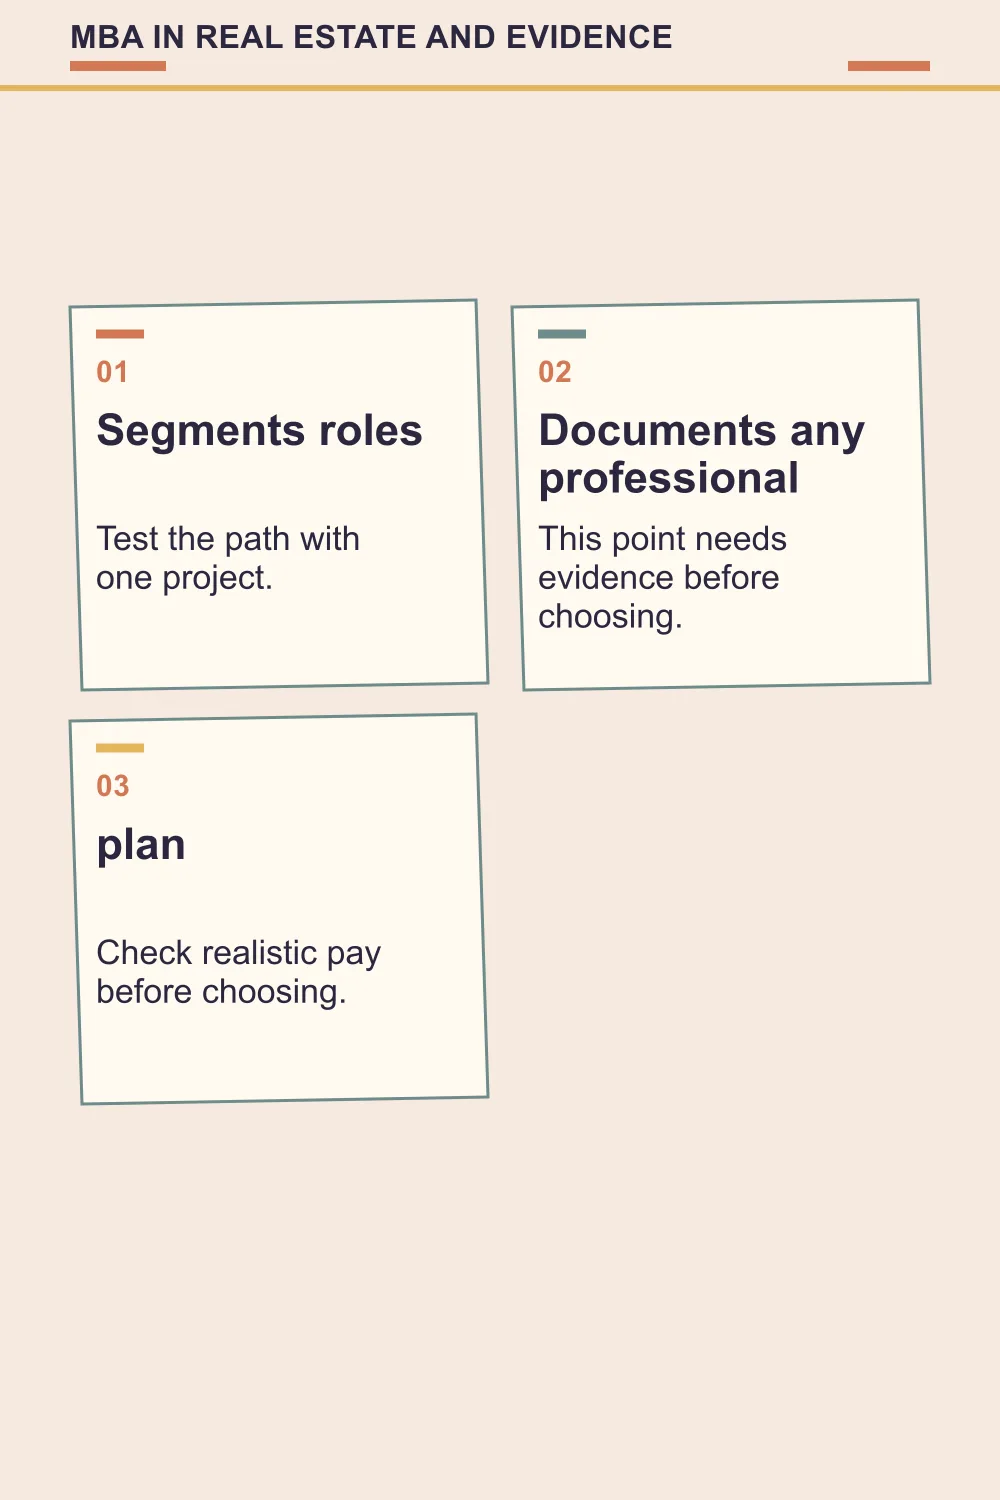 MBA IN REAL ESTATE AND EVIDENCE
01
Segments roles
Test the path with
one project.
02
Documents any
professional
This point needs
evidence before
choosing.
03
plan
Check realistic pay
before choosing.